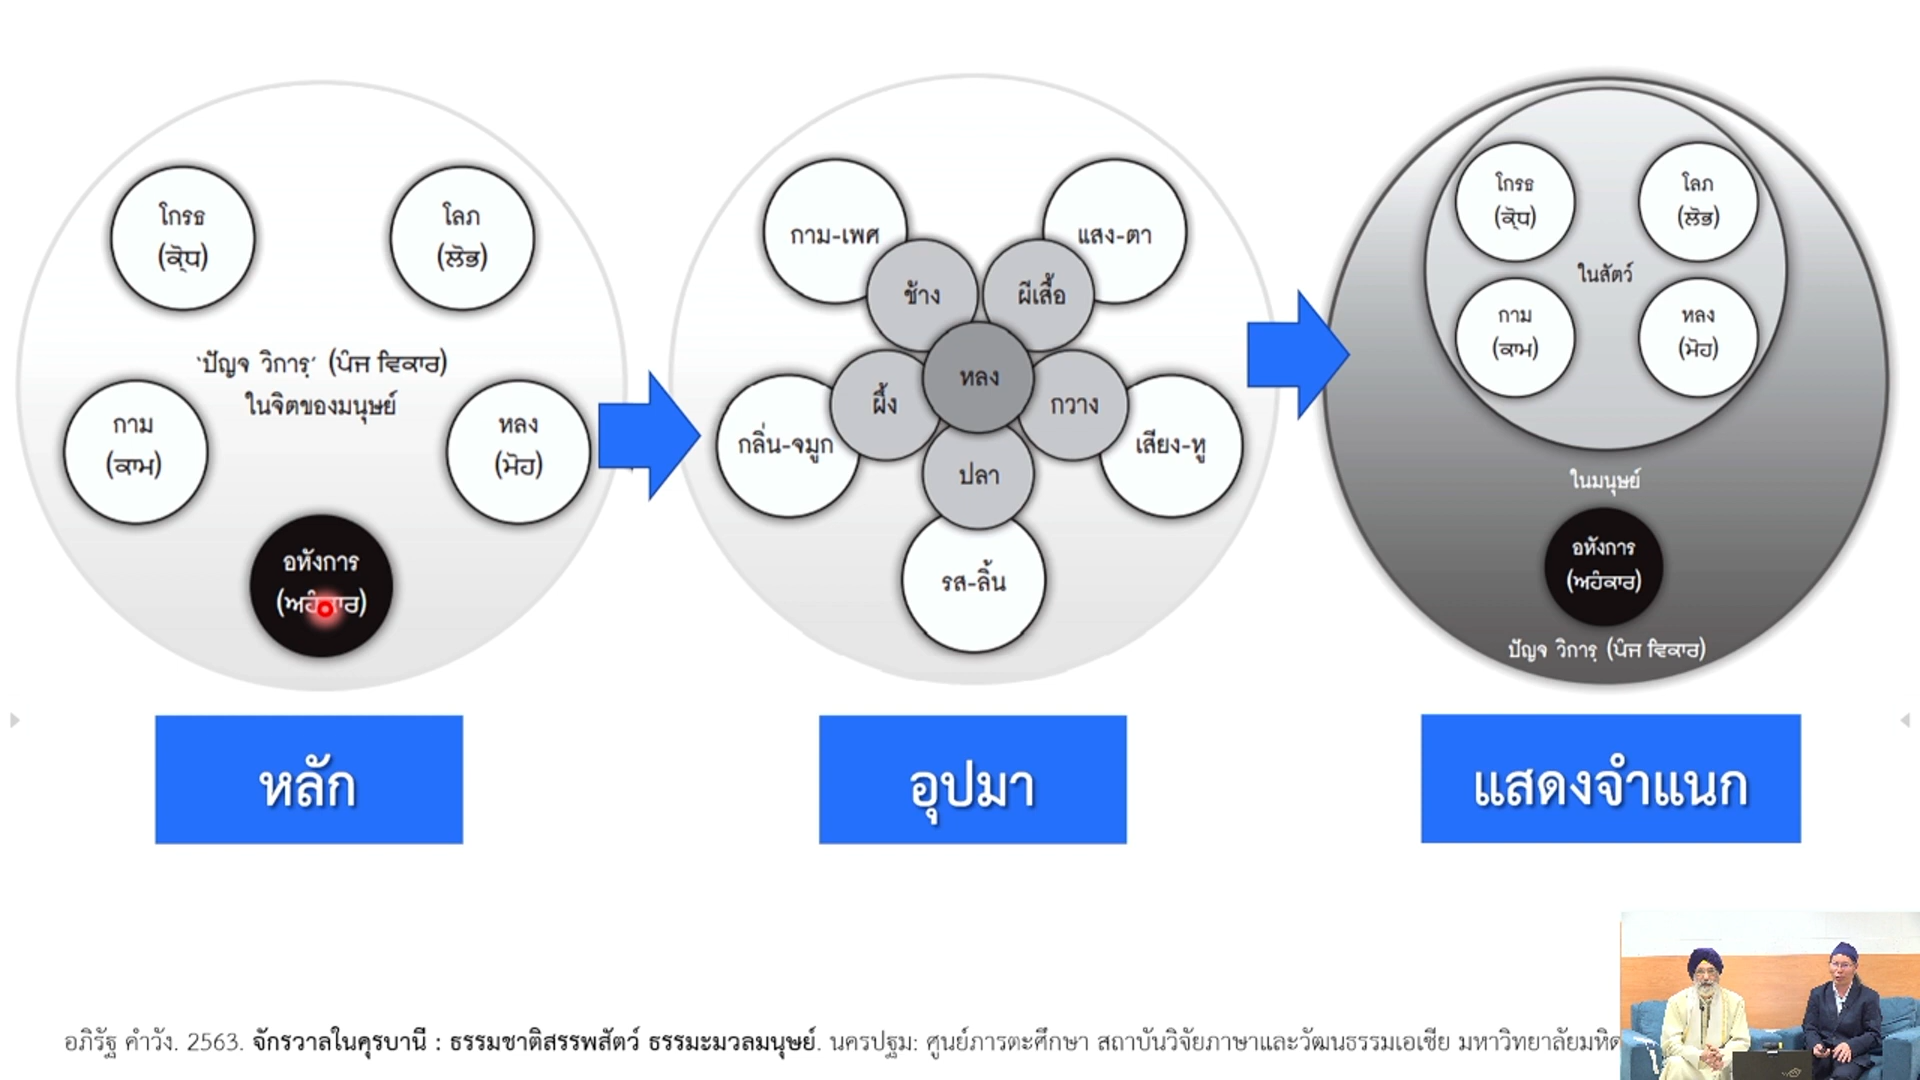 โกรธ
(ਕ੍ਰੋਧ)
โลภ
(ਲੋਭ)
'ปัญจ วิการฺ' (ਪੰਜ ਵਿਕਾਰ)
ในจิตของมนุษย์
กาม
(ਕਾਮ)
หลง
(ਮੋਹ)
อหังการ
(ਅਹੰਕਾਰ)
กาม-เพศ
แสง-ตา
ช้าง
ผีเสื้อ
หลง
ผึ้ง
กวาง
กลิ่น-จมูก
เสียง-หู
ปลา
รส-ลิ้น
โกรธ
(ਕ੍ਰੋਧ)
โลภ
(ਲੋਭ)
ในสัตว์
กาม
(ਕਾਮ)
หลง
(ਮੋਹ)
ในมนุษย์
อหังการ
(ਅਹੰਕਾਰ)
ปัญจ วิการฺ (ਪੰਜ ਵਿਕਾਰ)
หลัก
อุปมา
แสดงจำแนก
อภิรัฐ คำวัง. 2563. จักรวาลในคุรบานี : ธรรมชาติสรรพสัตว์ ธรรมะมวลมนุษย์. นครปฐม: ศูนย์ภารตะศึกษา สถาบันวิจัยภาษาและวัฒนธรรมเอเชีย มหาวิทยาลัยมหิด